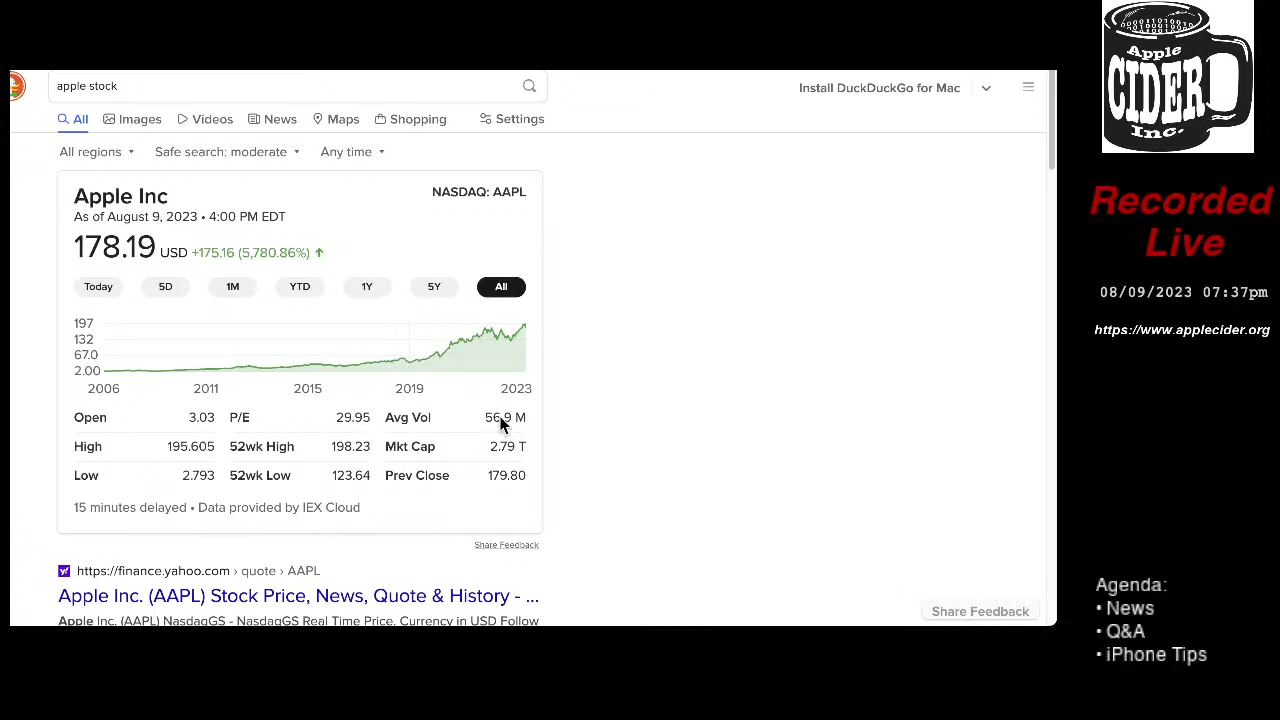 apple stock
Install DuckDuckGo for Mac
All Images Videos News Maps Shopping Settings
All regions Safe search: moderate Any time
Apple Inc NASDAQ: AAPL
As of August 9, 2023 • 4:00 PM EDT
178.19 USD +175.16 (5,780.86%) ↑
Today 5D 1M YTD 1Y 5Y All
197
132
67.0
2.00
2006 2011 2015 2019 2023
Open 3.03 P/E 29.95 Avg Vol 56.9 M
High 195.605 52wk High 198.23 Mkt Cap 2.79 T
Low 2.793 52wk Low 123.64 Prev Close 179.80
15 minutes delayed • Data provided by IEX Cloud
Share Feedback
https://finance.yahoo.com › quote › AAPL
Apple Inc. (AAPL) Stock Price, News, Quote & History - ...
Apple Inc. (AAPL) NasdaqGS - NasdaqGS Real Time Price. Currency in USD Follow
Share Feedback
Apple
CIDER
Inc.
Recorded
Live
08/09/2023 07:37pm
https://www.applecider.org
Agenda:
• News
• Q&A
• iPhone Tips